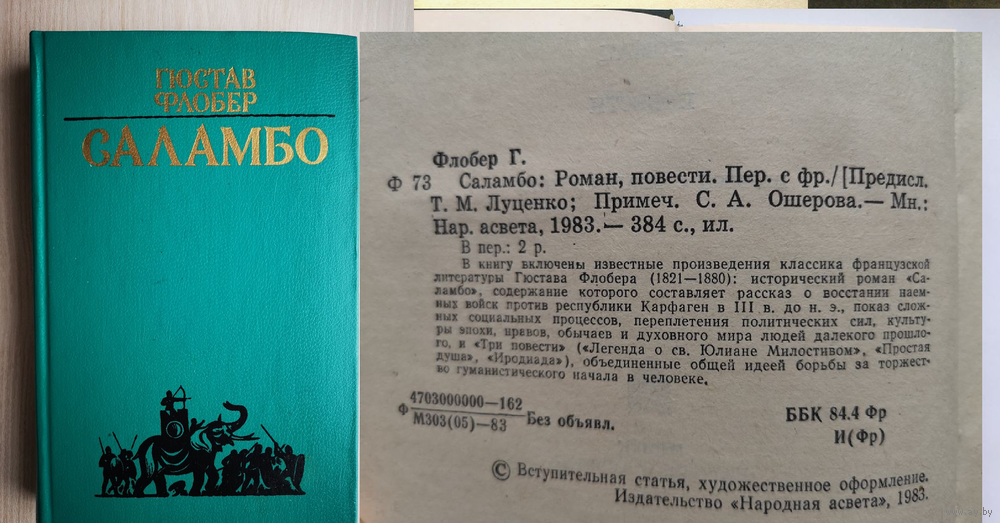 ГЮСТАВ
ФЛОБЕР
САЛАМБО
Флобер Г.
Ф 73 Саламбо: Роман, повести. Пер. с фр./[Предисл.
Т. М. Луценко; Примеч. С. А. Ошерова.— Мн.:
Нар. асвета, 1983.— 384 с., ил.
В пер.: 2 р.
В книгу включены известные произведения классика французской
литературы Гюстава Флобера (1821—1880): исторический роман «Са-
ламбо», содержание которого составляет рассказ о восстании наем-
ных войск против республики Карфаген в III в. до н. э., показ слож-
ных социальных процессов, переплетения политических сил, культу-
ры эпохи, нравов, обычаев и духовного мира людей далекого прошло-
го, и «Три повести» («Легенда о св. Юлиане Милостивом», «Простая
душа», «Иродиада»), объединенные общей идеей борьбы за торжест-
во гуманистического начала в человеке.
Ф 4703000000—162
М303(05)—83 Без объявл.
ББК 84.4 Фр
И(Фр)
© Вступительная статья, художественное оформление.
Издательство «Народная асвета», 1983.